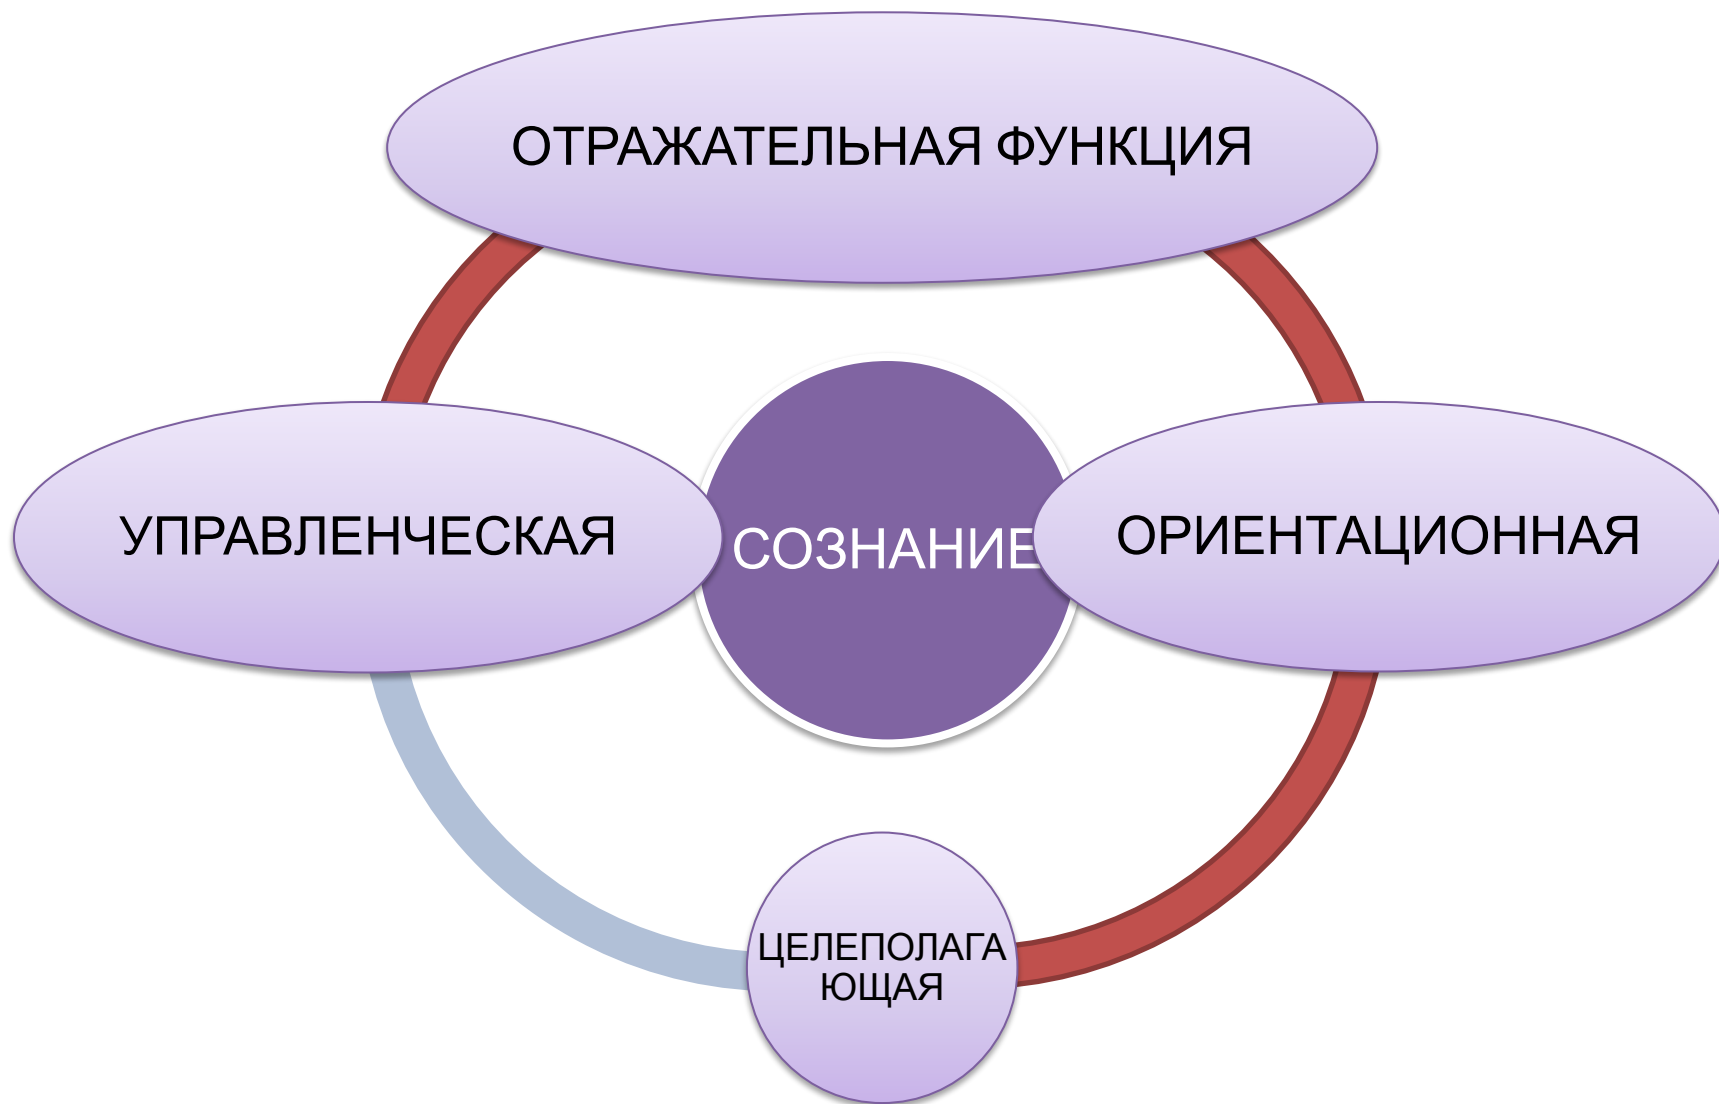 ОТРАЖАТЕЛЬНАЯ ФУНКЦИЯ
УПРАВЛЕНЧЕСКАЯ
СОЗНАНИЕ
ОРИЕНТАЦИОННАЯ
ЦЕЛЕПОЛАГА
ЮЩАЯ